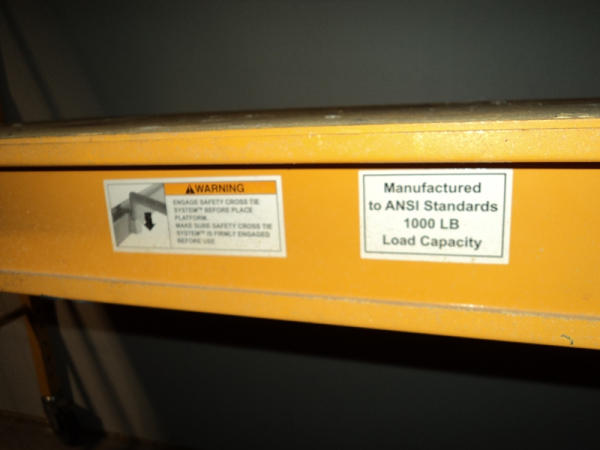 WARNING
ENGAGE SAFETY CROSS TIE
SYSTEM™ BEFORE PLACE
PLATFORM.
MAKE SURE SAFETY CROSS TIE
SYSTEM™ IS FIRMLY ENGAGED
BEFORE USE
Manufactured
to ANSI Standards
1000 LB
Load Capacity